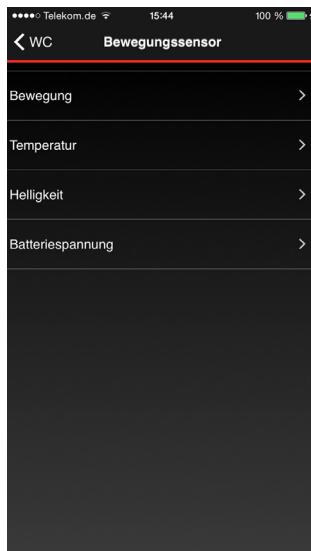 Telekom.de 15:44 100 %
WC Bewegungssensor
Bewegung
Temperatur
Helligkeit
Batteriespannung